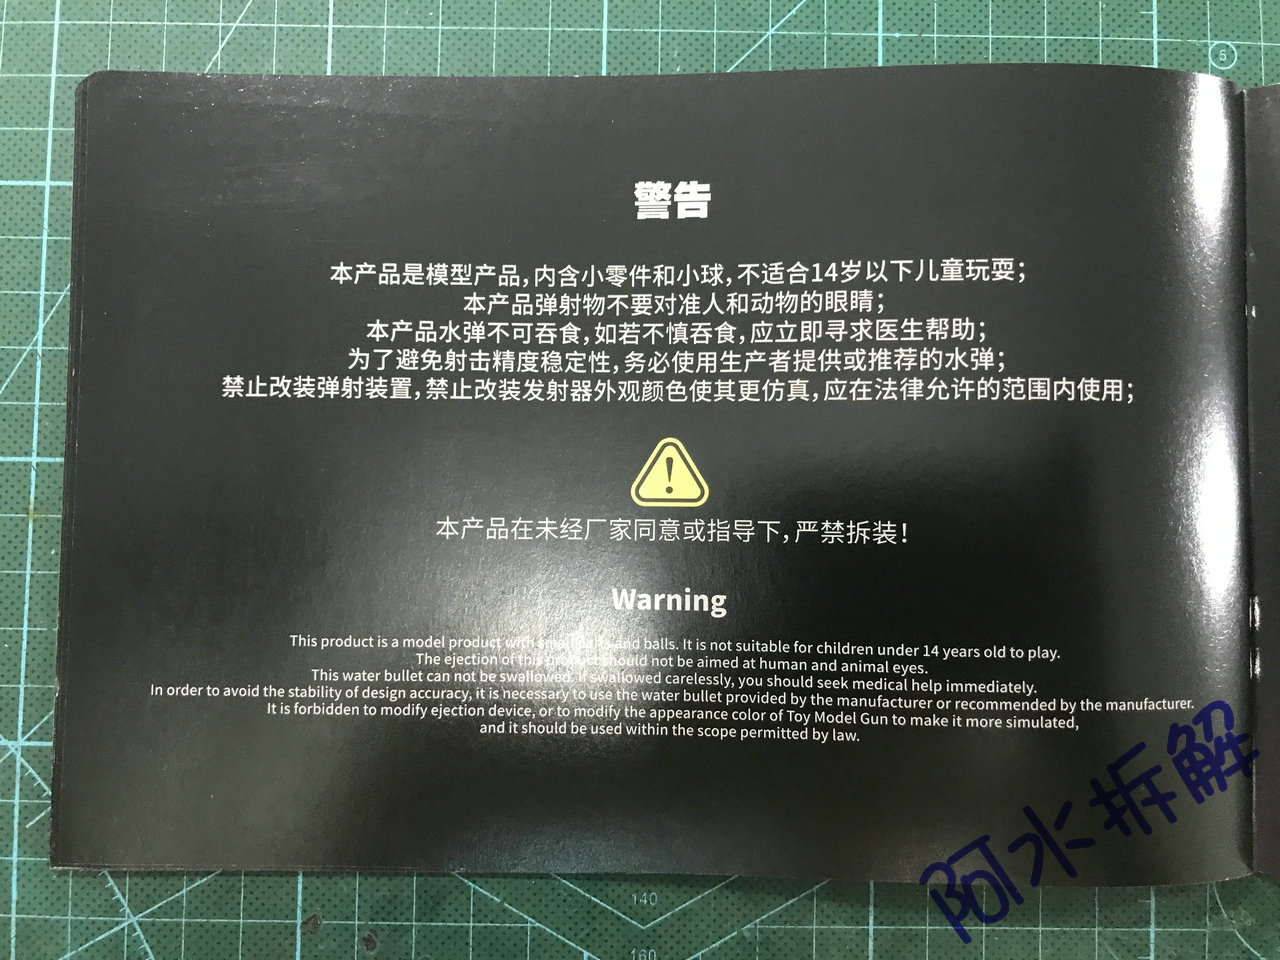 5
警告
本产品是模型产品,内含小零件和小球,不适合14岁以下儿童玩耍;
本产品弹射物不要对准人和动物的眼睛;
本产品水弹不可吞食,如若不慎吞食,应立即寻求医生帮助;
为了避免射击精度稳定性,务必使用生产者提供或推荐的水弹;
禁止改装弹射装置,禁止改装发射器外观颜色使其更仿真,应在法律允许的范围内使用;
本产品在未经厂家同意或指导下,严禁拆装!
Warning
This product is a model product with small parts and balls. It is not suitable for children under 14 years old to play.
The ejection of this product should not be aimed at human and animal eyes.
This water bullet can not be swallowed. If swallowed carelessly, you should seek medical help immediately.
In order to avoid the stability of design accuracy, it is necessary to use the water bullet provided by the manufacturer or recommended by the manufacturer.
It is forbidden to modify ejection device, or to modify the appearance color of Toy Model Gun to make it more simulated,
and it should be used within the scope permitted by law.
阿水拆解
140
160